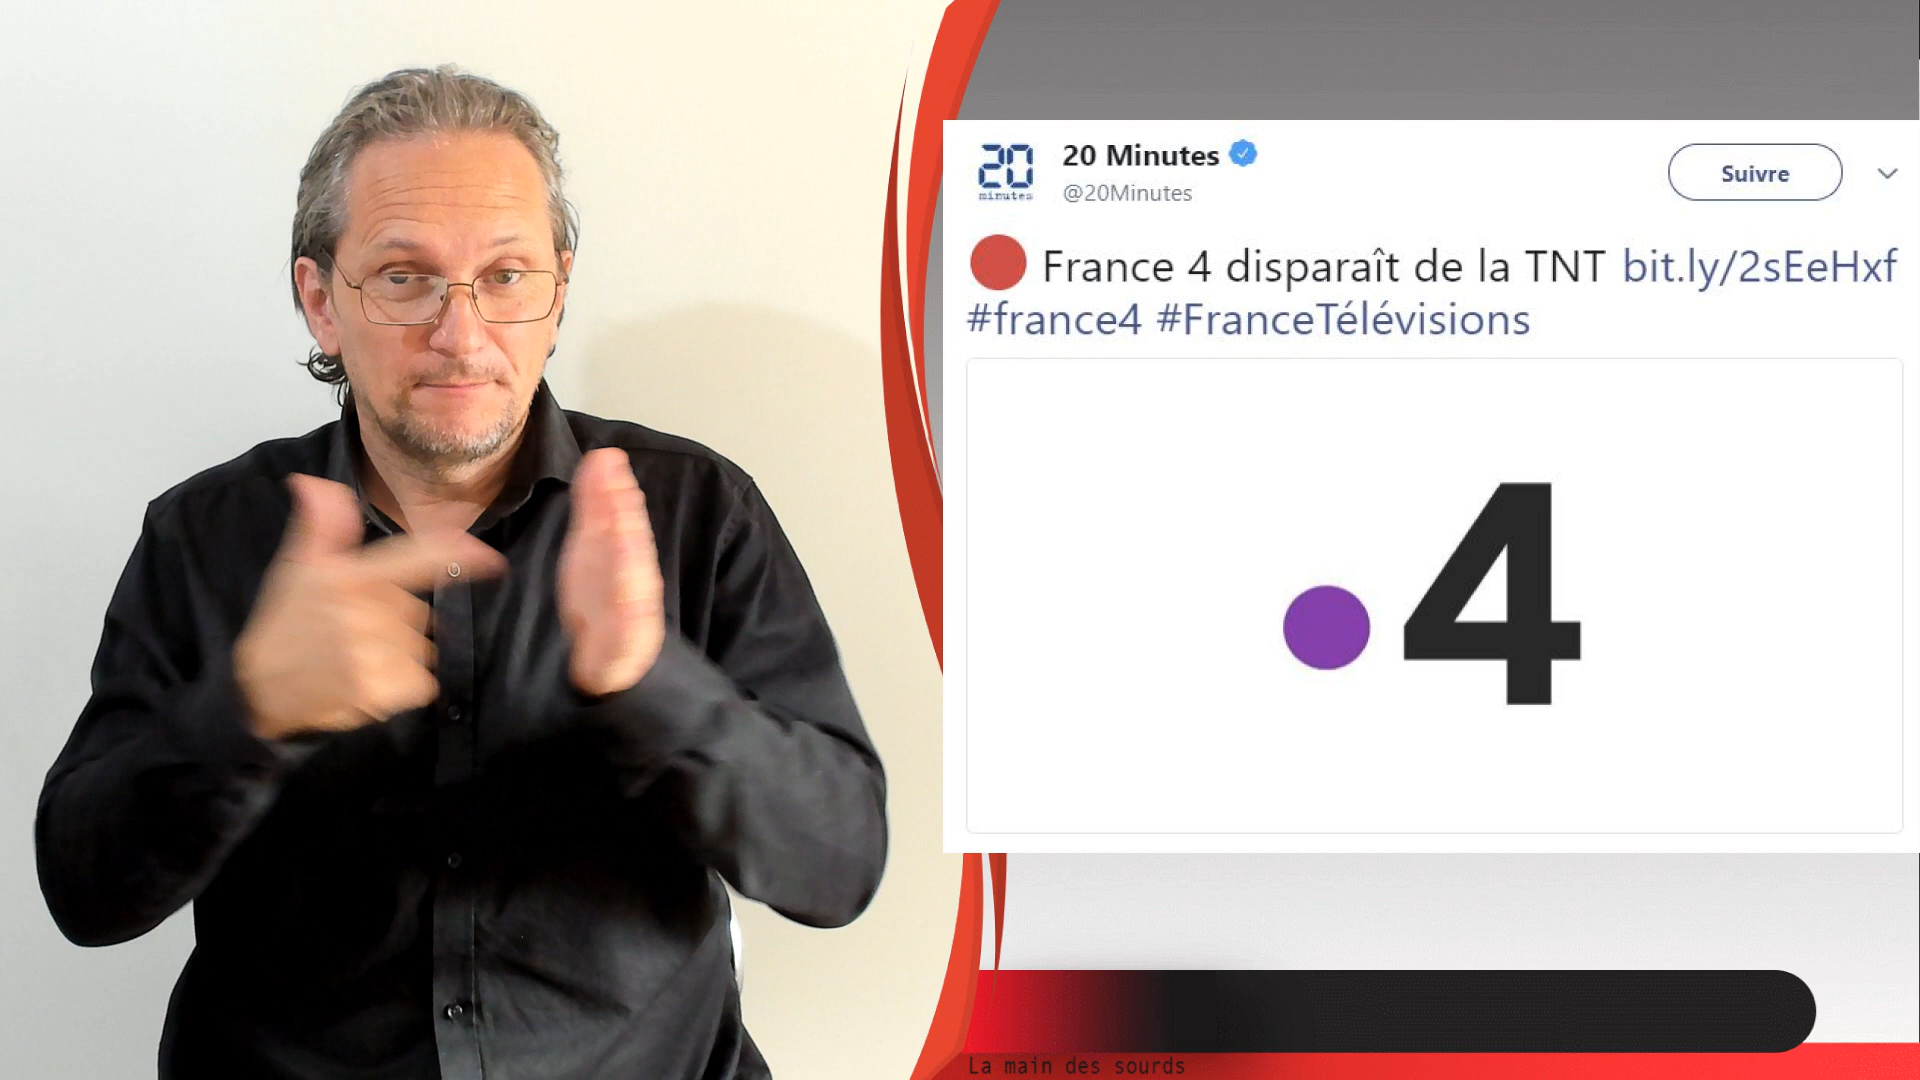 20
minutes
20 Minutes
@20Minutes
Suivre
France 4 disparaît de la TNT bit.ly/2sEeHxf
#france4 #FranceTélévisions
4
La main des sourds